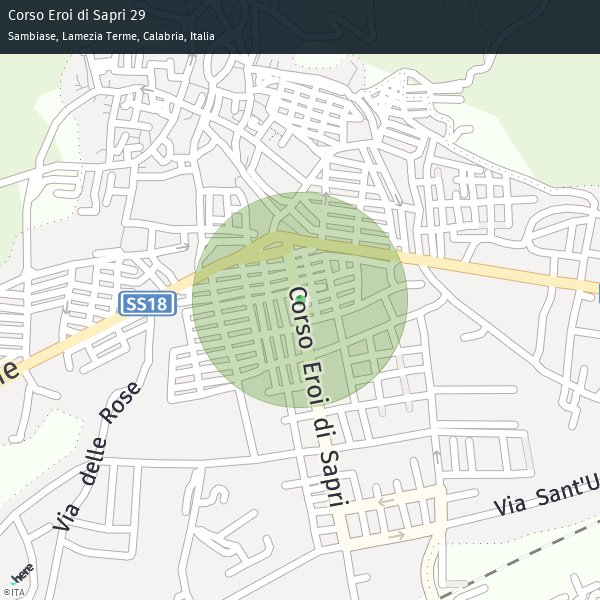 Corso Eroi di Sapri 29
Sambiase, Lamezia Terme, Calabria, Italia
SS18
ne
Corso Eroi di Sapri
Via delle Rose
Via Sant'U
here
©ITA